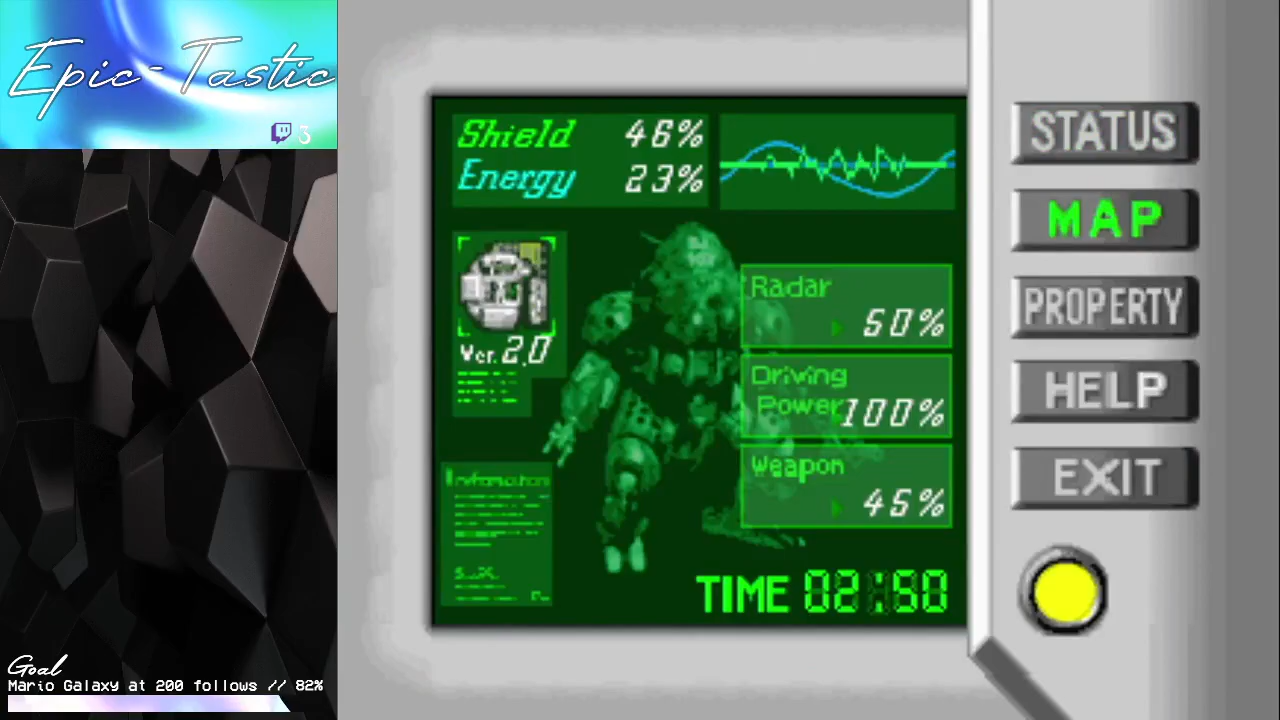 Epic-Tastic
3
Goal
Mario Galaxy at 200 follows // 82%
Shield 46%
Energy 23%
Ver. 2.0
Information
Radar
50%
Driving
Power 100%
Weapon
45%
TIME 02:50
STATUS
MAP
PROPERTY
HELP
EXIT